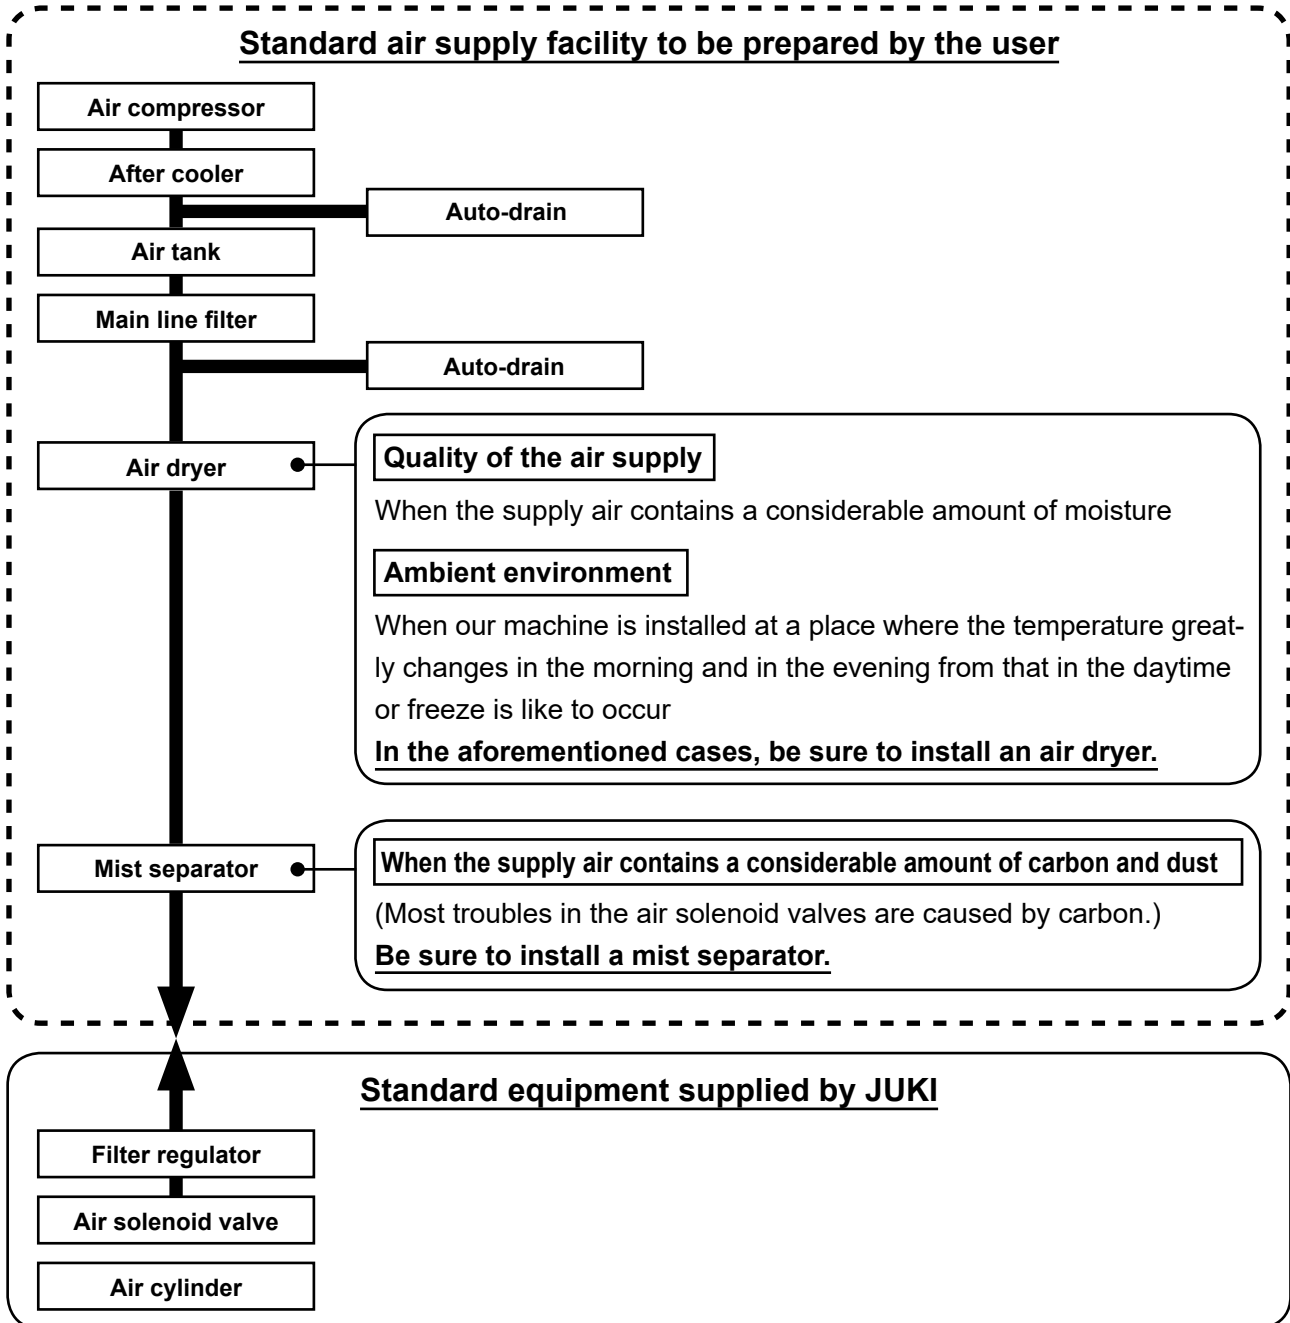 Standard air supply facility to be prepared by the user
Air compressor
After cooler
Auto-drain
Air tank
Main line filter
Auto-drain
Air dryer
Quality of the air supply
When the supply air contains a considerable amount of moisture
Ambient environment
When our machine is installed at a place where the temperature great-
ly changes in the morning and in the evening from that in the daytime
or freeze is like to occur
In the aforementioned cases, be sure to install an air dryer.
Mist separator
When the supply air contains a considerable amount of carbon and dust
(Most troubles in the air solenoid valves are caused by carbon.)
Be sure to install a mist separator.
Standard equipment supplied by JUKI
Filter regulator
Air solenoid valve
Air cylinder